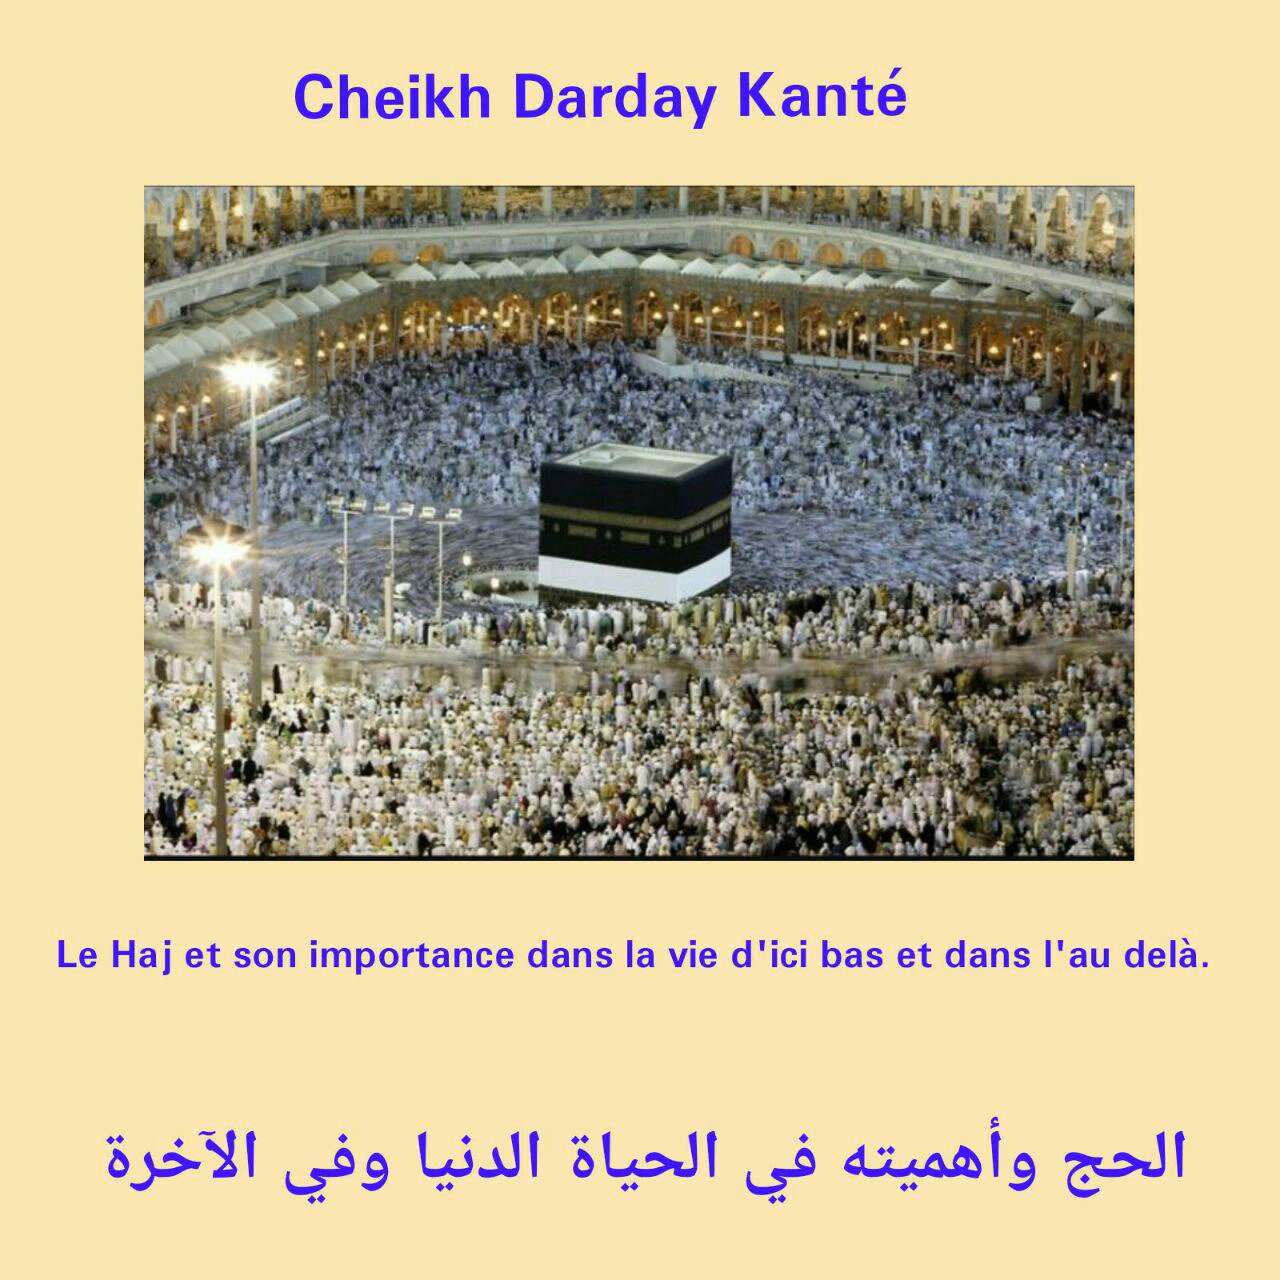 Cheikh Darday Kanté
Le Haj et son importance dans la vie d'ici bas et dans l'au delà.
الحج وأهميته في الحياة الدنيا وفي الآخرة